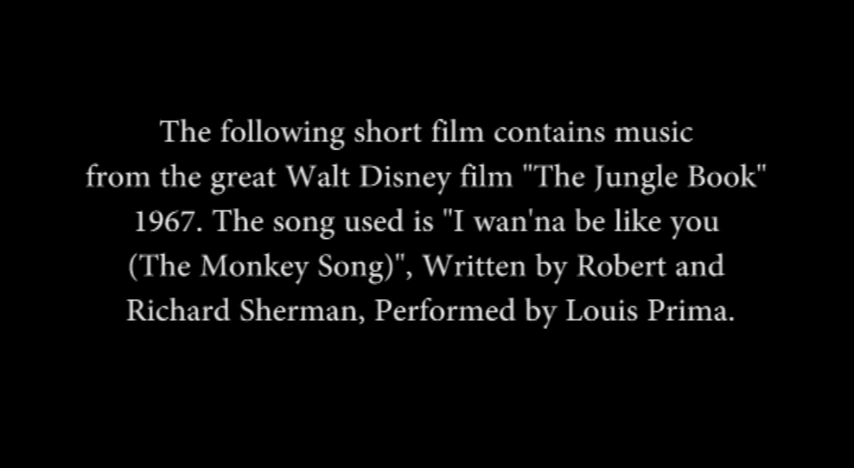 The following short film contains music
from the great Walt Disney film "The Jungle Book"
1967. The song used is "I wan'na be like you
(The Monkey Song)", Written by Robert and
Richard Sherman, Performed by Louis Prima.